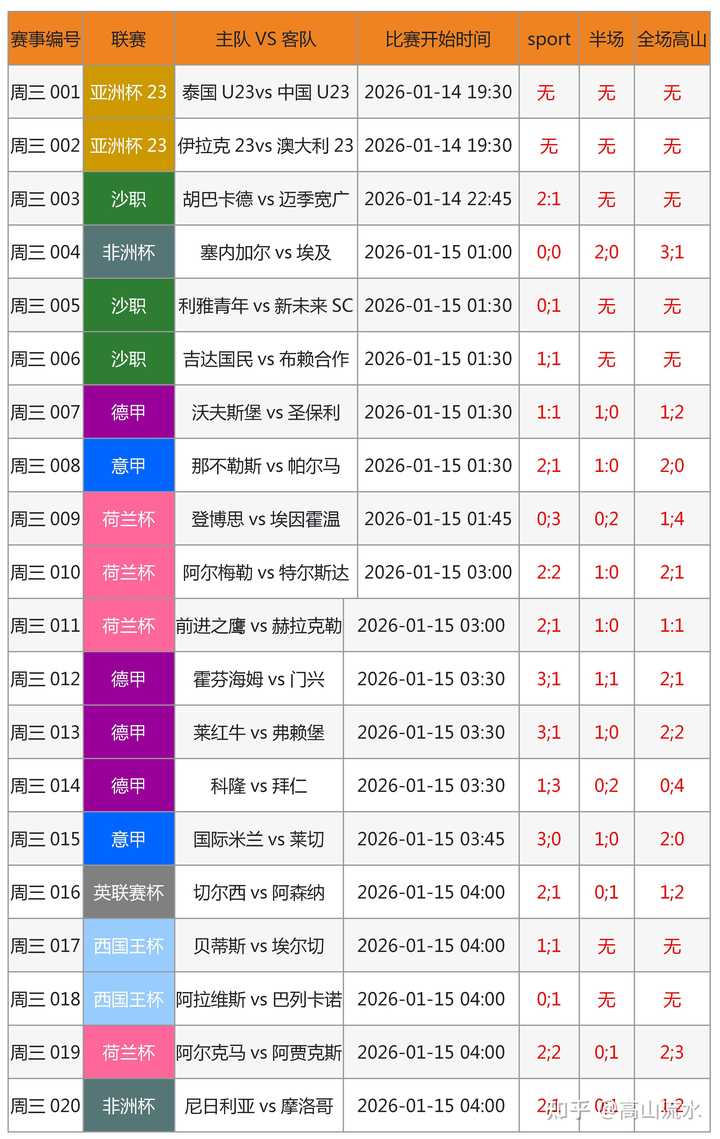 赛事编号 联赛 主队 VS 客队 比赛开始时间 sport 半场 全场高山
周三 001 亚洲杯 23 泰国 U23vs 中国 U23 2026-01-14 19:30 无 无 无
周三 002 亚洲杯 23 伊拉克 23vs 澳大利 23 2026-01-14 19:30 无 无 无
周三 003 沙职 胡巴卡德 vs 迈季宽广 2026-01-14 22:45 2:1 无 无
周三 004 非洲杯 塞内加尔 vs 埃及 2026-01-15 01:00 0;0 2;0 3;1
周三 005 沙职 利雅青年 vs 新未来 SC 2026-01-15 01:30 0;1 无 无
周三 006 沙职 吉达国民 vs 布赖合作 2026-01-15 01:30 1;1 无 无
周三 007 德甲 沃夫斯堡 vs 圣保利 2026-01-15 01:30 1:1 1;0 1;2
周三 008 意甲 那不勒斯 vs 帕尔马 2026-01-15 01:30 2;1 1:0 2;0
周三 009 荷兰杯 登博思 vs 埃因霍温 2026-01-15 01:45 0;3 0;2 1;4
周三 010 荷兰杯 阿尔梅勒 vs 特尔斯达 2026-01-15 03:00 2:2 1:0 2;1
周三 011 荷兰杯 前进之鹰 vs 赫拉克勒 2026-01-15 03:00 2;1 1:0 1:1
周三 012 德甲 霍芬海姆 vs 门兴 2026-01-15 03:30 3;1 1;1 2;1
周三 013 德甲 莱红牛 vs 弗赖堡 2026-01-15 03:30 3;1 1;0 2;2
周三 014 德甲 科隆 vs 拜仁 2026-01-15 03:30 1;3 0;2 0;4
周三 015 意甲 国际米兰 vs 莱切 2026-01-15 03:45 3;0 1;0 2:0
周三 016 英联赛杯 切尔西 vs 阿森纳 2026-01-15 04:00 2;1 0;1 1;2
周三 017 西国王杯 贝蒂斯 vs 埃尔切 2026-01-15 04:00 1;1 无 无
周三 018 西国王杯 阿拉维斯 vs 巴列卡诺 2026-01-15 04:00 0;1 无 无
周三 019 荷兰杯 阿尔克马 vs 阿贾克斯 2026-01-15 04:00 2;2 0;1 2;3
周三 020 非洲杯 尼日利亚 vs 摩洛哥 2026-01-15 04:00 2;1 0;1 1:2
知乎 @高山流水